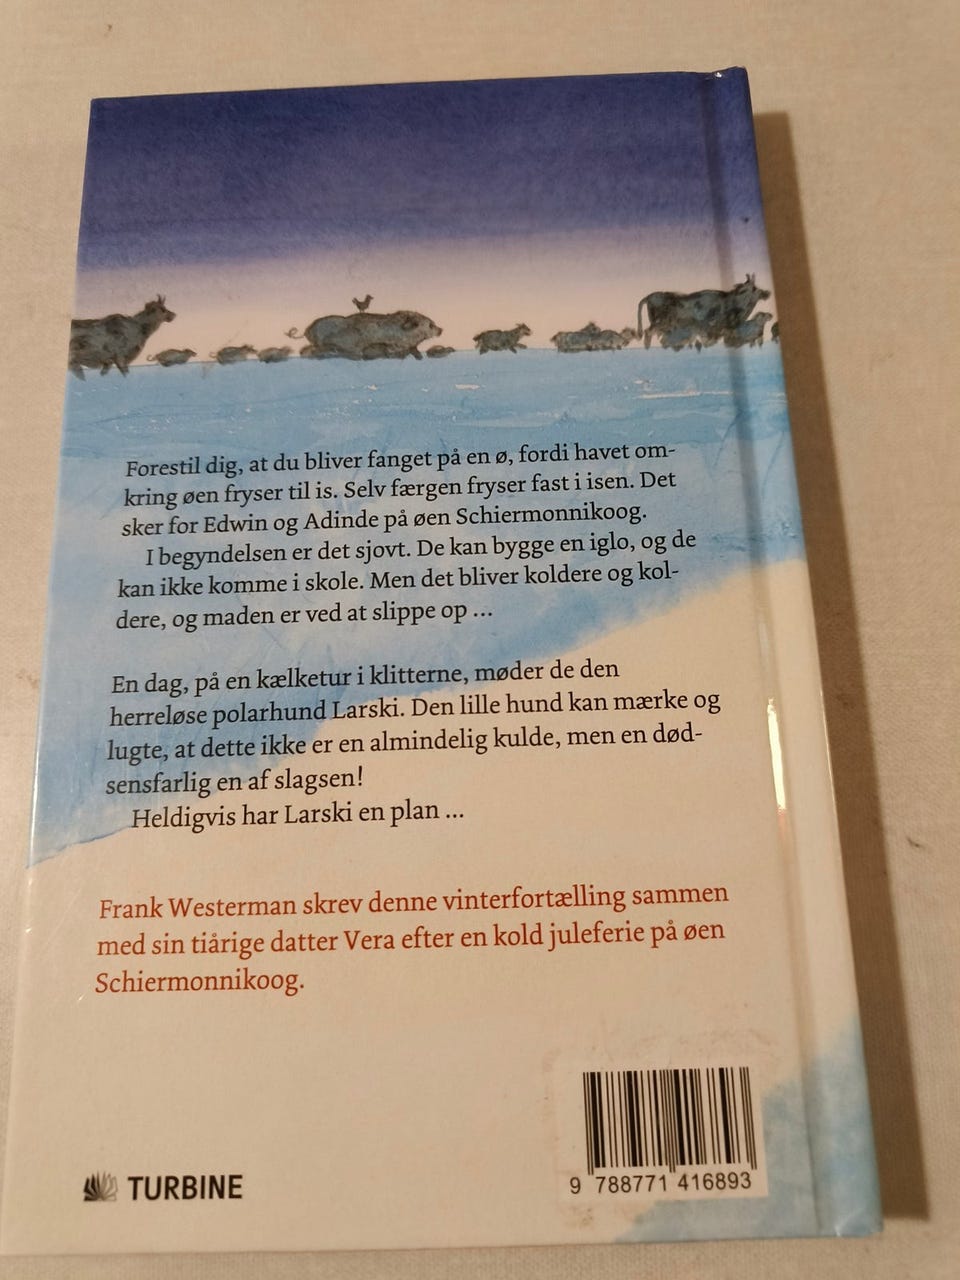 Forestil dig, at du bliver fanget på en ø, fordi havet om-
kring øen fryser til is. Selv færgen fryser fast i isen. Det
sker for Edwin og Adinde på øen Schiermonnikoog.
I begyndelsen er det sjovt. De kan bygge en iglo, og de
kan ikke komme i skole. Men det bliver koldere og kol-
dere, og maden er ved at slippe op ...
En dag, på en kælketur i klitterne, møder de den
herreløse polarhund Larski. Den lille hund kan mærke og
lugte, at dette ikke er en almindelig kulde, men en død-
sensfarlig en af slagsen!
Heldigvis har Larski en plan ...
Frank Westerman skrev denne vinterfortælling sammen
med sin tiårige datter Vera efter en kold juleferie på øen
Schiermonnikoog.
TURBINE
9 788771 416893